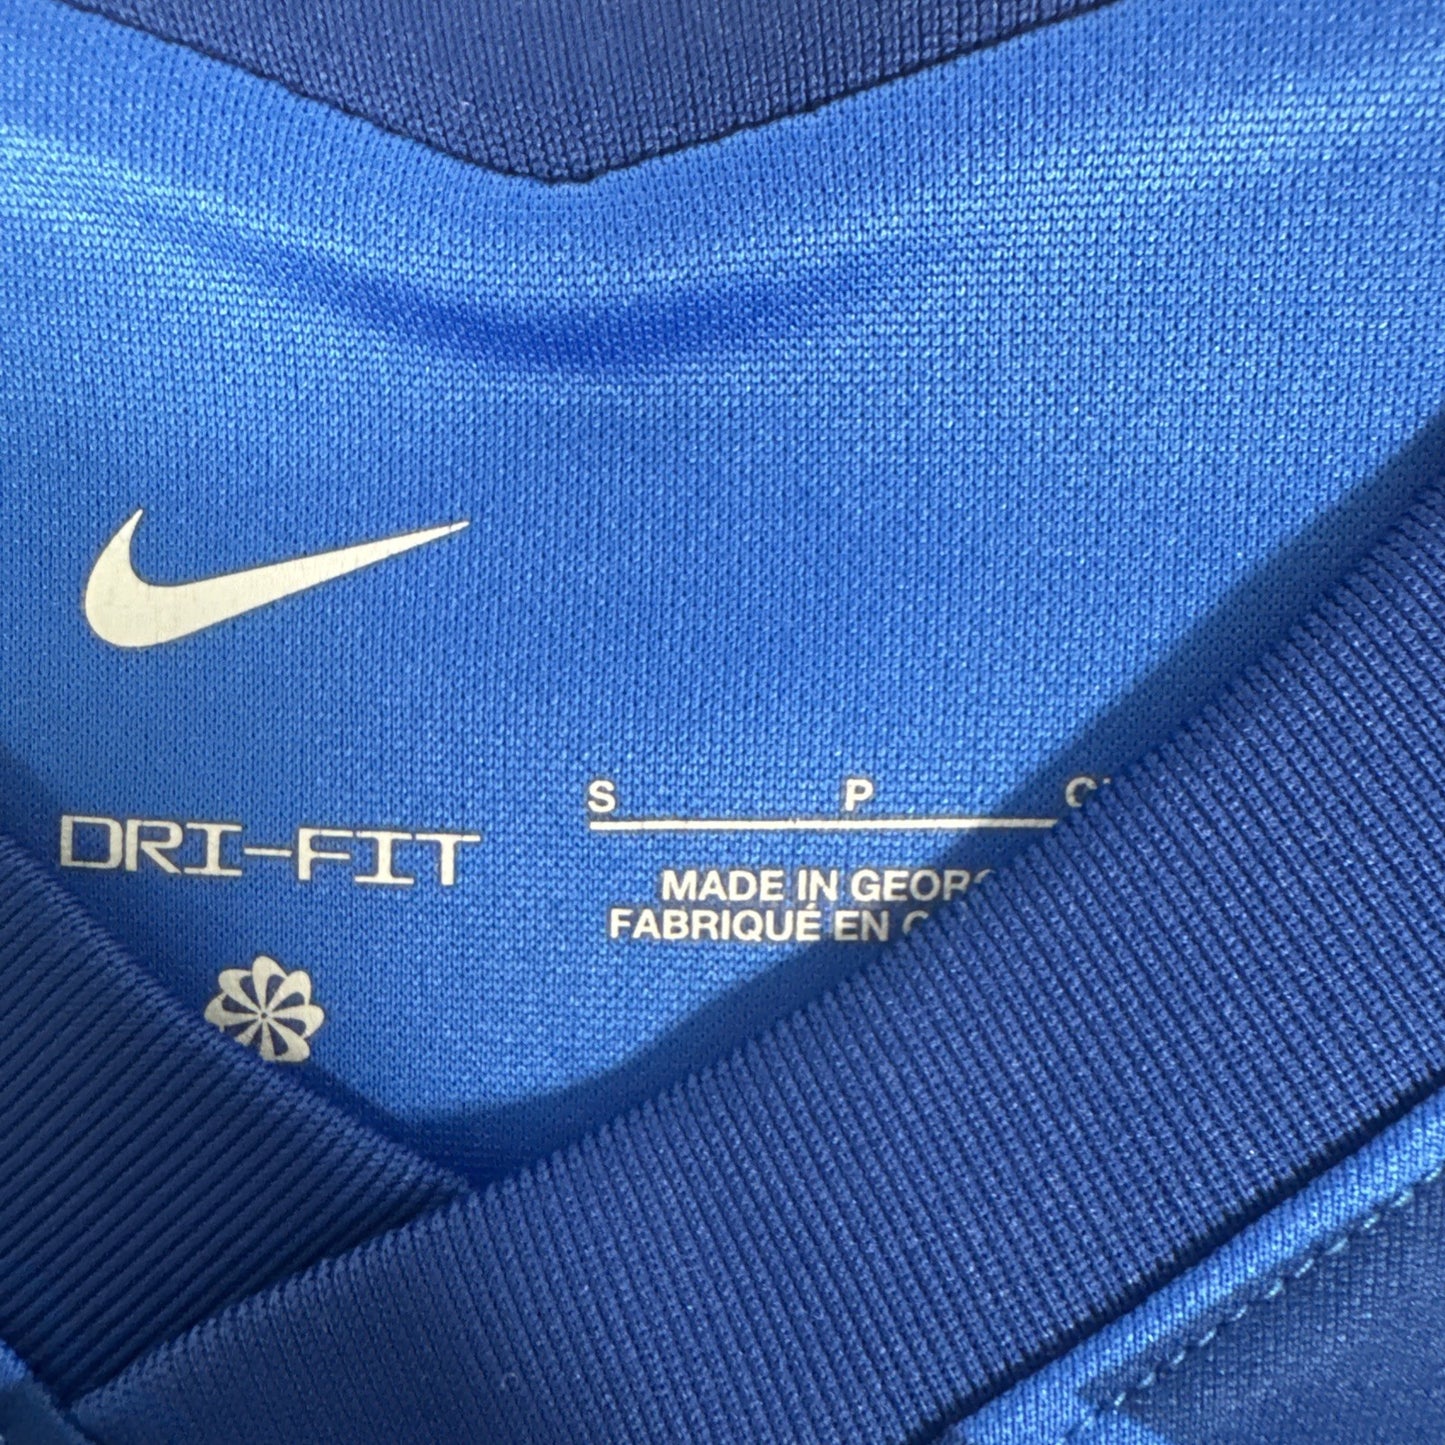 DRI-FIT
S P
MADE IN
FABRIQUÉ EN